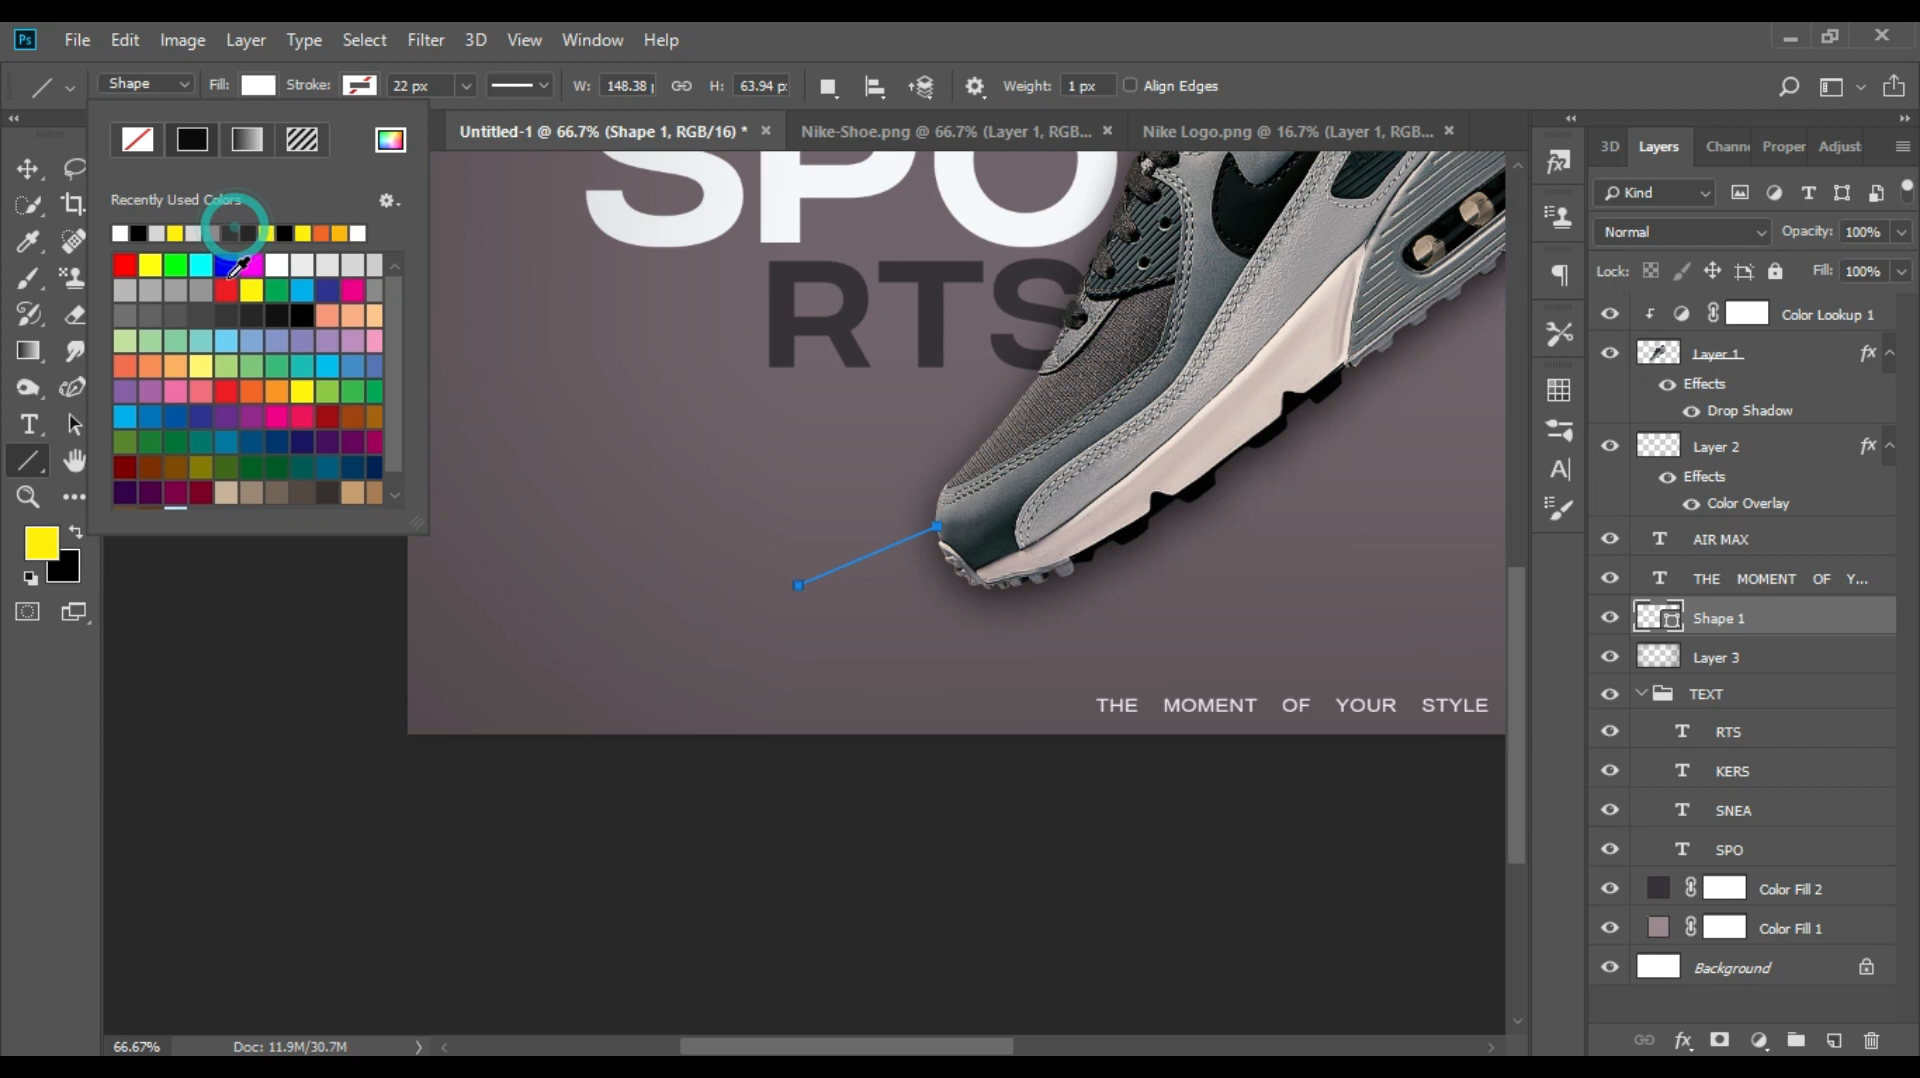 Ps File Edit Image Layer Type Select Filter 3D View Window Help
Shape Fill: Stroke: 22 px W: 148.38 H: 63.94 p: Weight: 1 px Align Edges
Untitled-1 @ 66.7% (Shape 1, RGB/16) * × Nike-Shoe.png @ 66.7% (Layer 1, RGB... × Nike Logo.png @ 16.7% (Layer 1, RGB... ×
Recently Used Colors
SPO
RTS
THE MOMENT OF YOUR STYLE
66.67% Doc: 11.9M/30.7M
3D Layers Chann Proper Adjust
Kind
Normal Opacity: 100%
Lock: Fill: 100%
Color Lookup 1
Layer 1 fx
Effects
Drop Shadow
Layer 2 fx
Effects
Color Overlay
T AIR MAX
T THE MOMENT OF Y...
Shape 1
Layer 3
TEXT
T RTS
T KERS
T SNEA
T SPO
Color Fill 2
Color Fill 1
Background